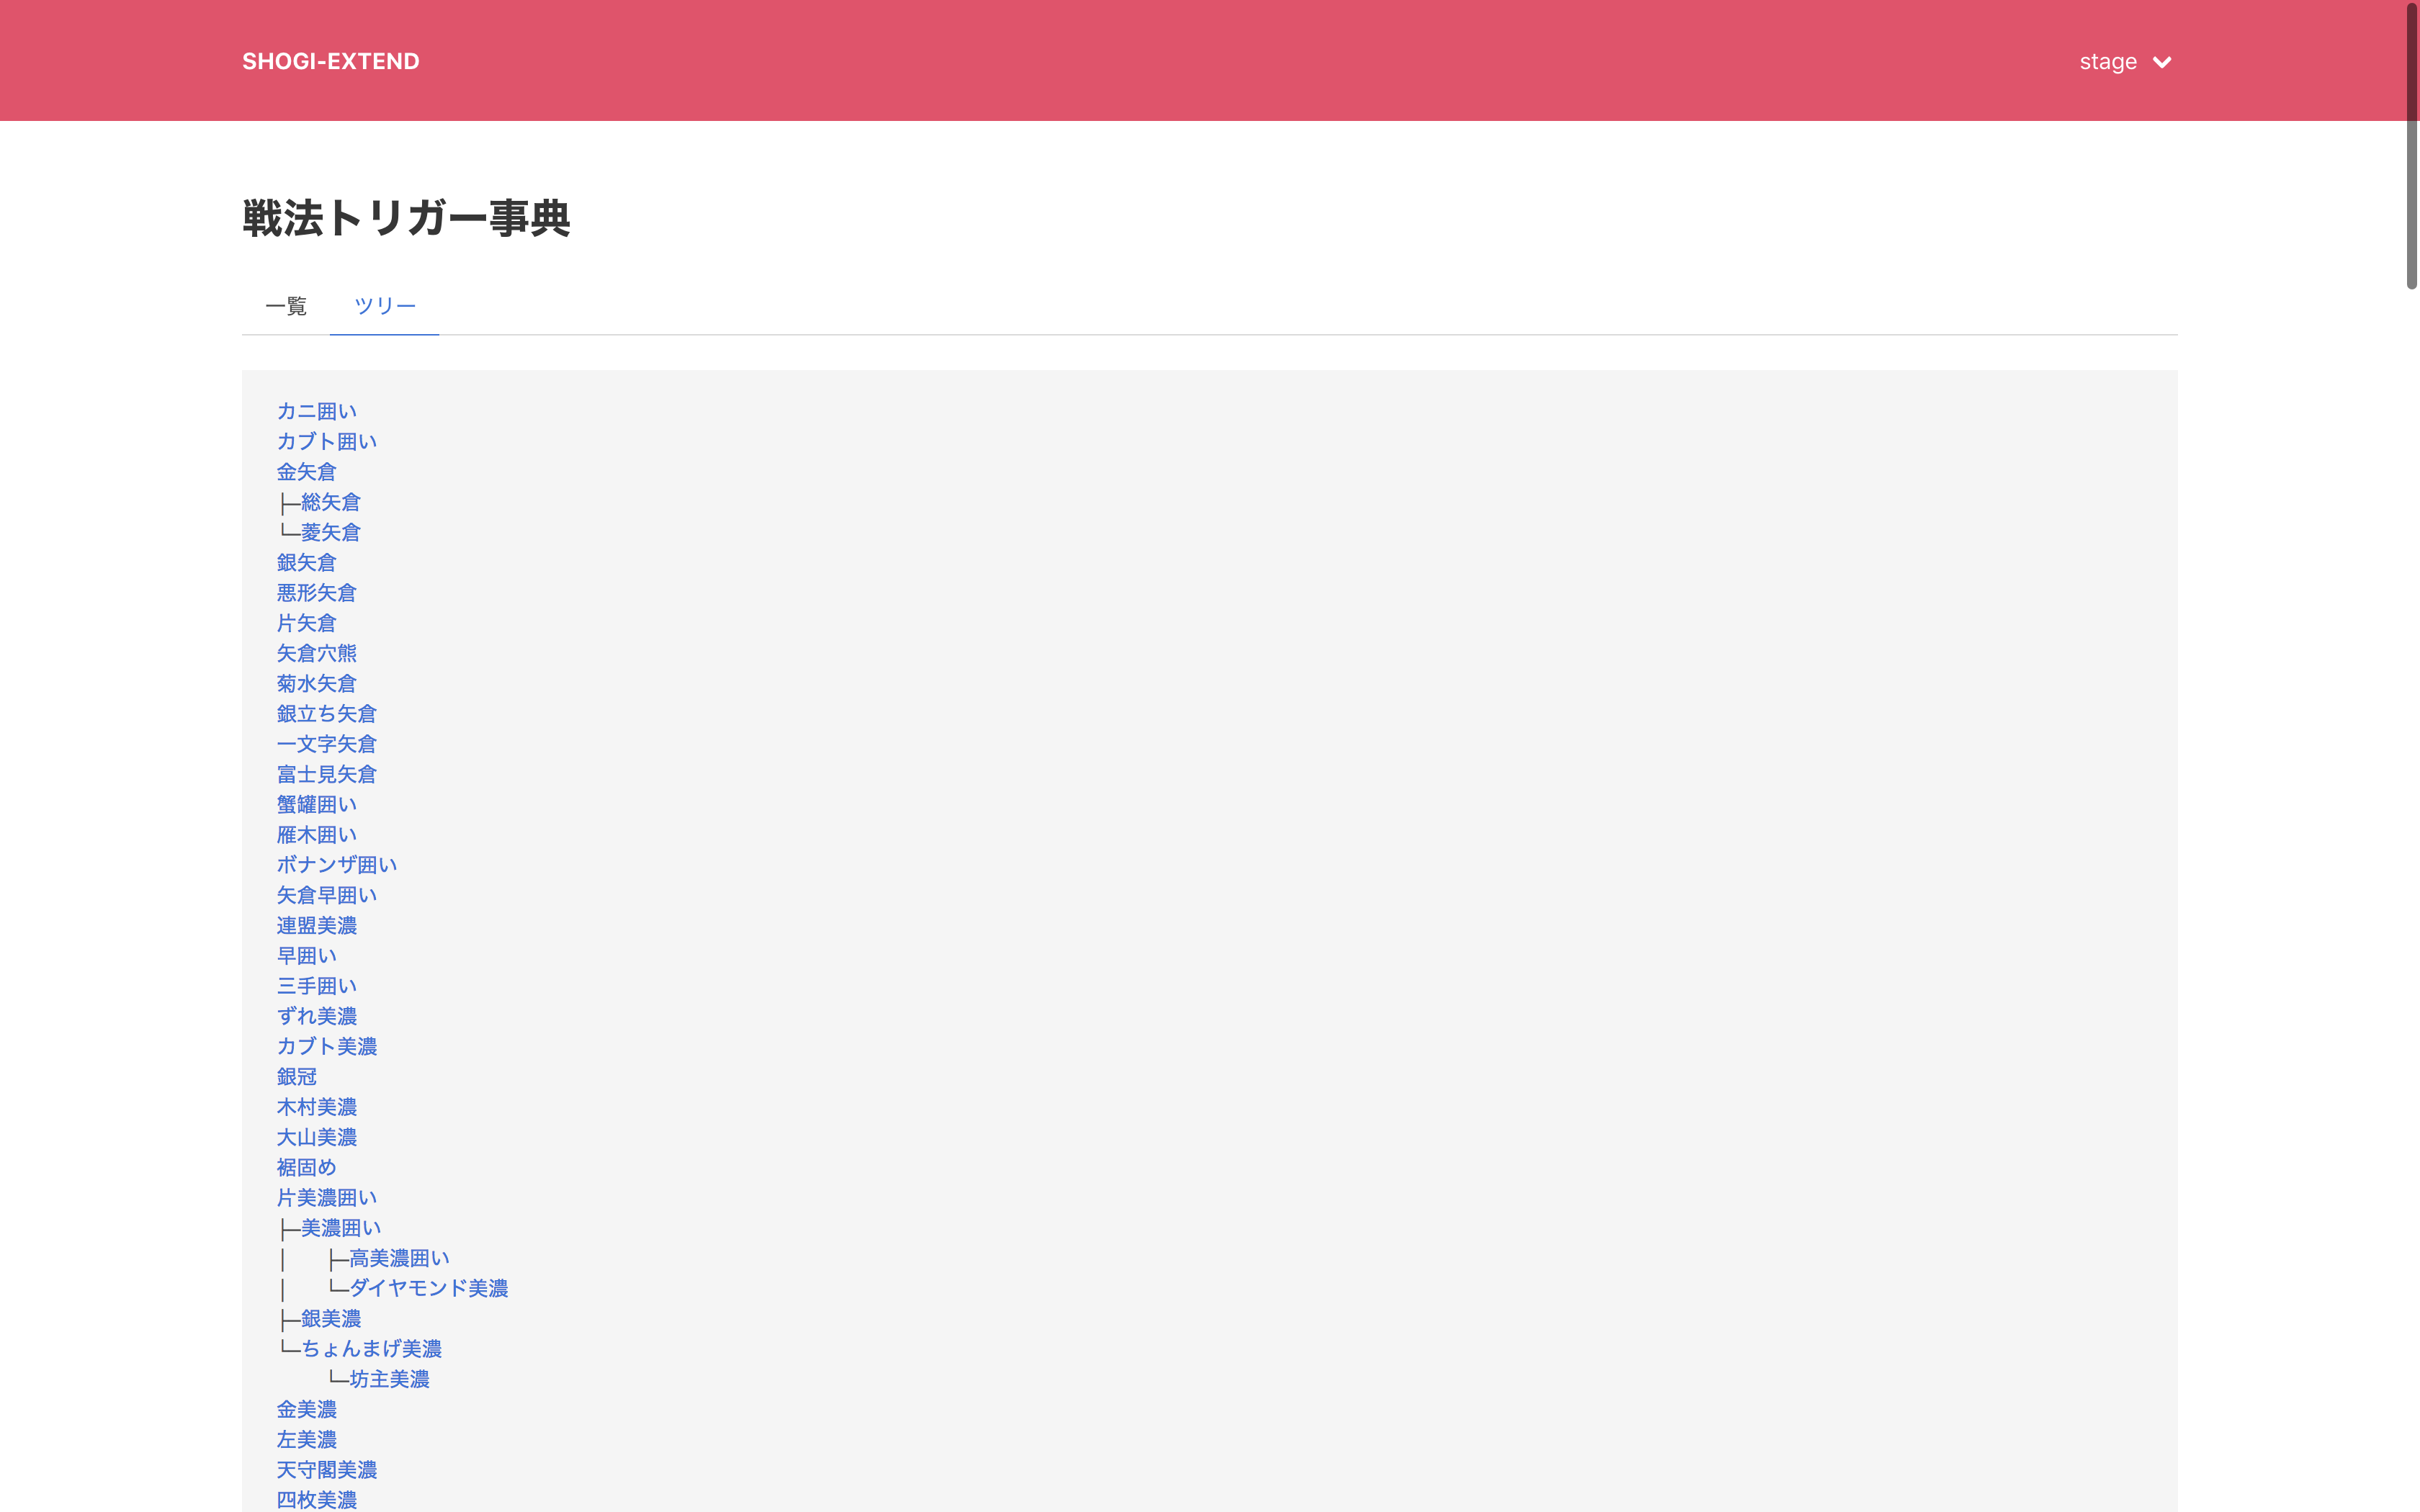 SHOGI-EXTEND
stage
戦法トリガー事典
一覧 ツリー
カニ囲い
カブト囲い
金矢倉
├─総矢倉
└─菱矢倉
銀矢倉
悪形矢倉
片矢倉
矢倉穴熊
菊水矢倉
銀立ち矢倉
一文字矢倉
富士見矢倉
蟹罐囲い
雁木囲い
ボナンザ囲い
矢倉早囲い
連盟美濃
早囲い
三手囲い
ずれ美濃
カブト美濃
銀冠
木村美濃
大山美濃
裾固め
片美濃囲い
├─美濃囲い
│   ├─高美濃囲い
│   └─ダイヤモンド美濃
├─銀美濃
└─ちょんまげ美濃
    └─坊主美濃
金美濃
左美濃
天守閣美濃
四枚美濃